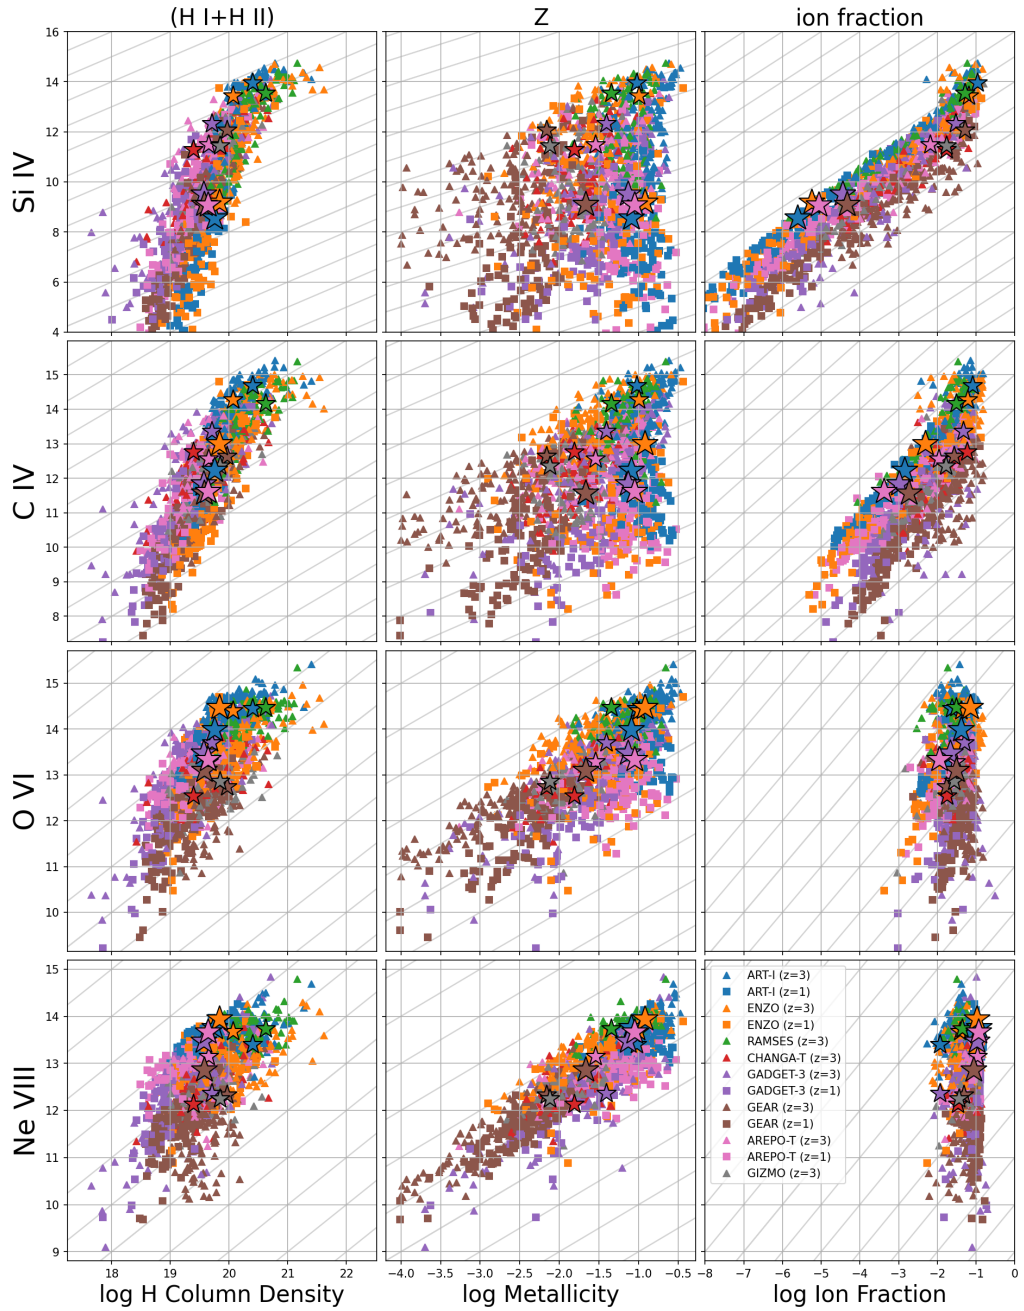 (H I+H II)
Z
ion fraction
Si IV
16
14
12
10
8
6
4
C IV
15
14
13
12
11
10
9
8
O VI
15
14
13
12
11
10
Ne VIII
15
14
13
12
11
10
9
ART-I (z=3)
ART-I (z=1)
ENZO (z=3)
ENZO (z=1)
RAMSES (z=3)
CHANGA-T (z=3)
GADGET-3 (z=3)
GADGET-3 (z=1)
GEAR (z=3)
GEAR (z=1)
AREPO-T (z=3)
AREPO-T (z=1)
GIZMO (z=3)
18 19 20 21 22
−4.0 −3.5 −3.0 −2.5 −2.0 −1.5 −1.0 −0.5
−8 −7 −6 −5 −4 −3 −2 −1 0
log H Column Density
log Metallicity
log Ion Fraction